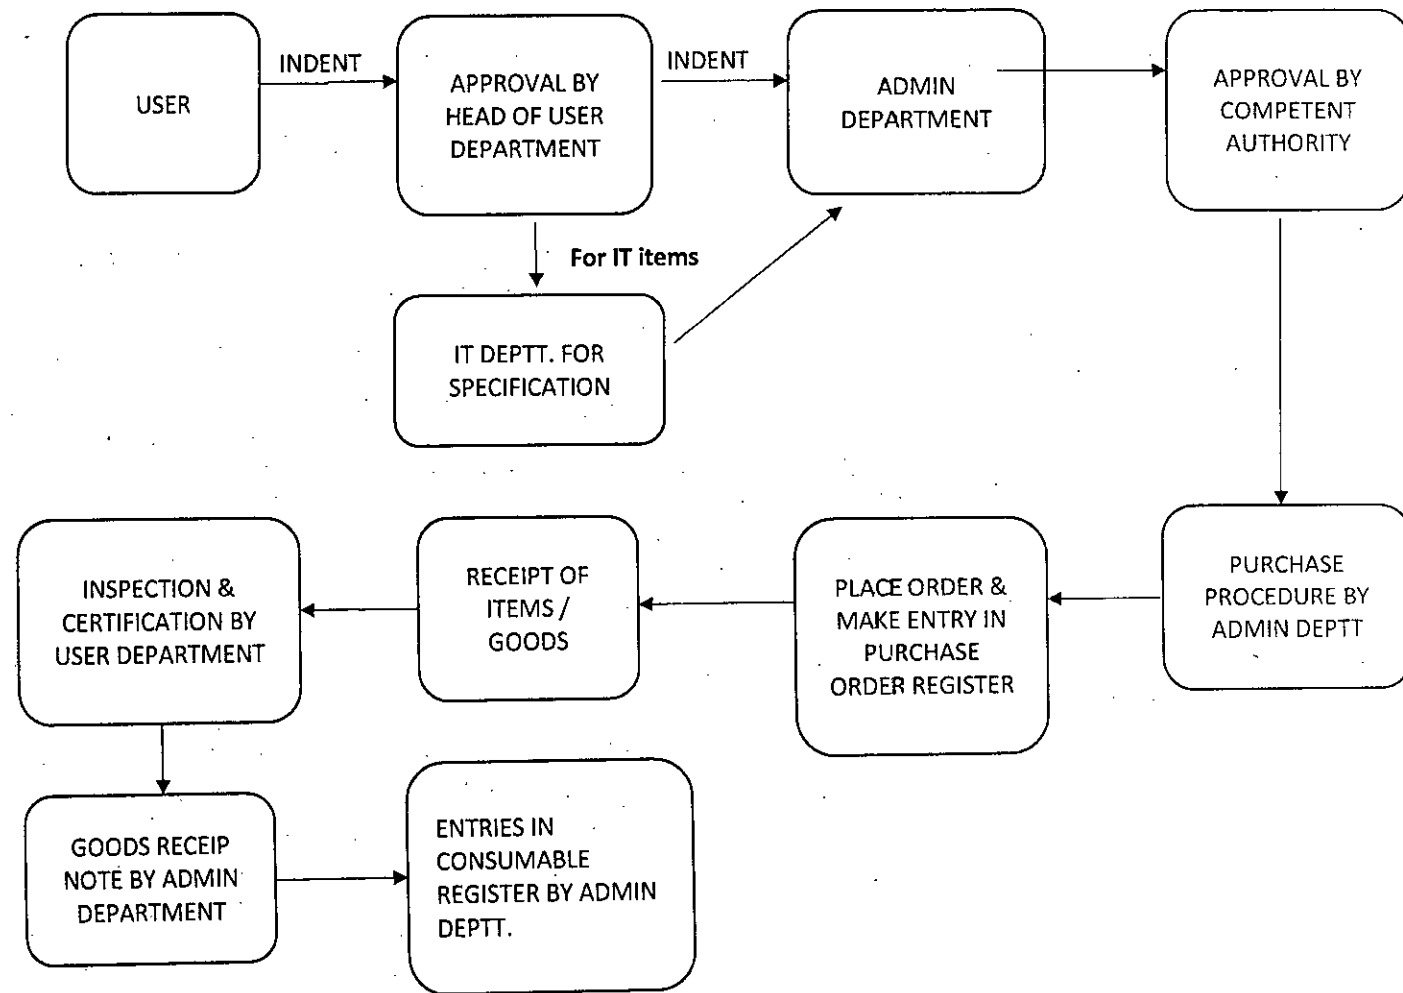 USER
INDENT
APPROVAL BY
HEAD OF USER
DEPARTMENT
INDENT
ADMIN
DEPARTMENT
APPROVAL BY
COMPETENT
AUTHORITY
For IT items
IT DEPTT. FOR
SPECIFICATION
PURCHASE
PROCEDURE BY
ADMIN DEPTT
PLACE ORDER &
MAKE ENTRY IN
PURCHASE
ORDER REGISTER
RECEIPT OF
ITEMS /
GOODS
INSPECTION &
CERTIFICATION BY
USER DEPARTMENT
GOODS RECEIP
NOTE BY ADMIN
DEPARTMENT
ENTRIES IN
CONSUMABLE
REGISTER BY ADMIN
DEPTT.